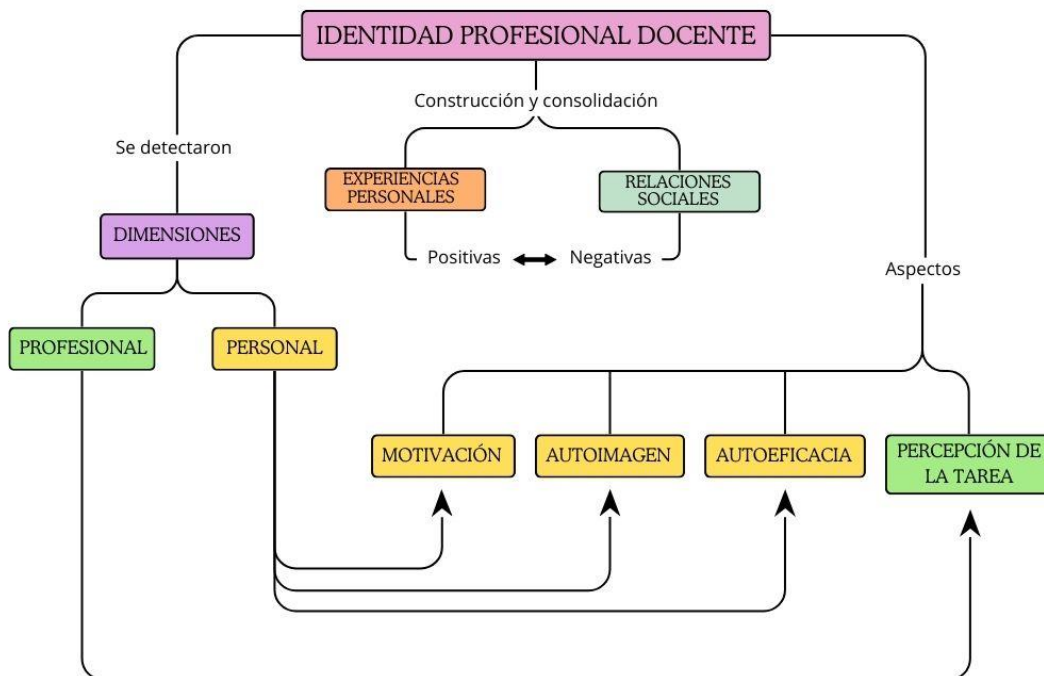 IDENTIDAD PROFESIONAL DOCENTE
Construcción y consolidación
Se detectaron
EXPERIENCIAS
PERSONALES
RELACIONES
SOCIALES
DIMENSIONES
Positivas
Negativas
Aspectos
PROFESIONAL
PERSONAL
MOTIVACIÓN
AUTOIMAGEN
AUTOEFICACIA
PERCEPCIÓN DE
LA TAREA